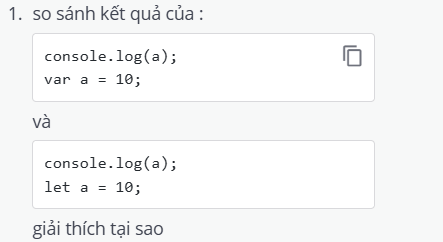 1. so sánh kết quả của :
console.log(a);
var a = 10;
và
console.log(a);
let a = 10;
giải thích tại sao